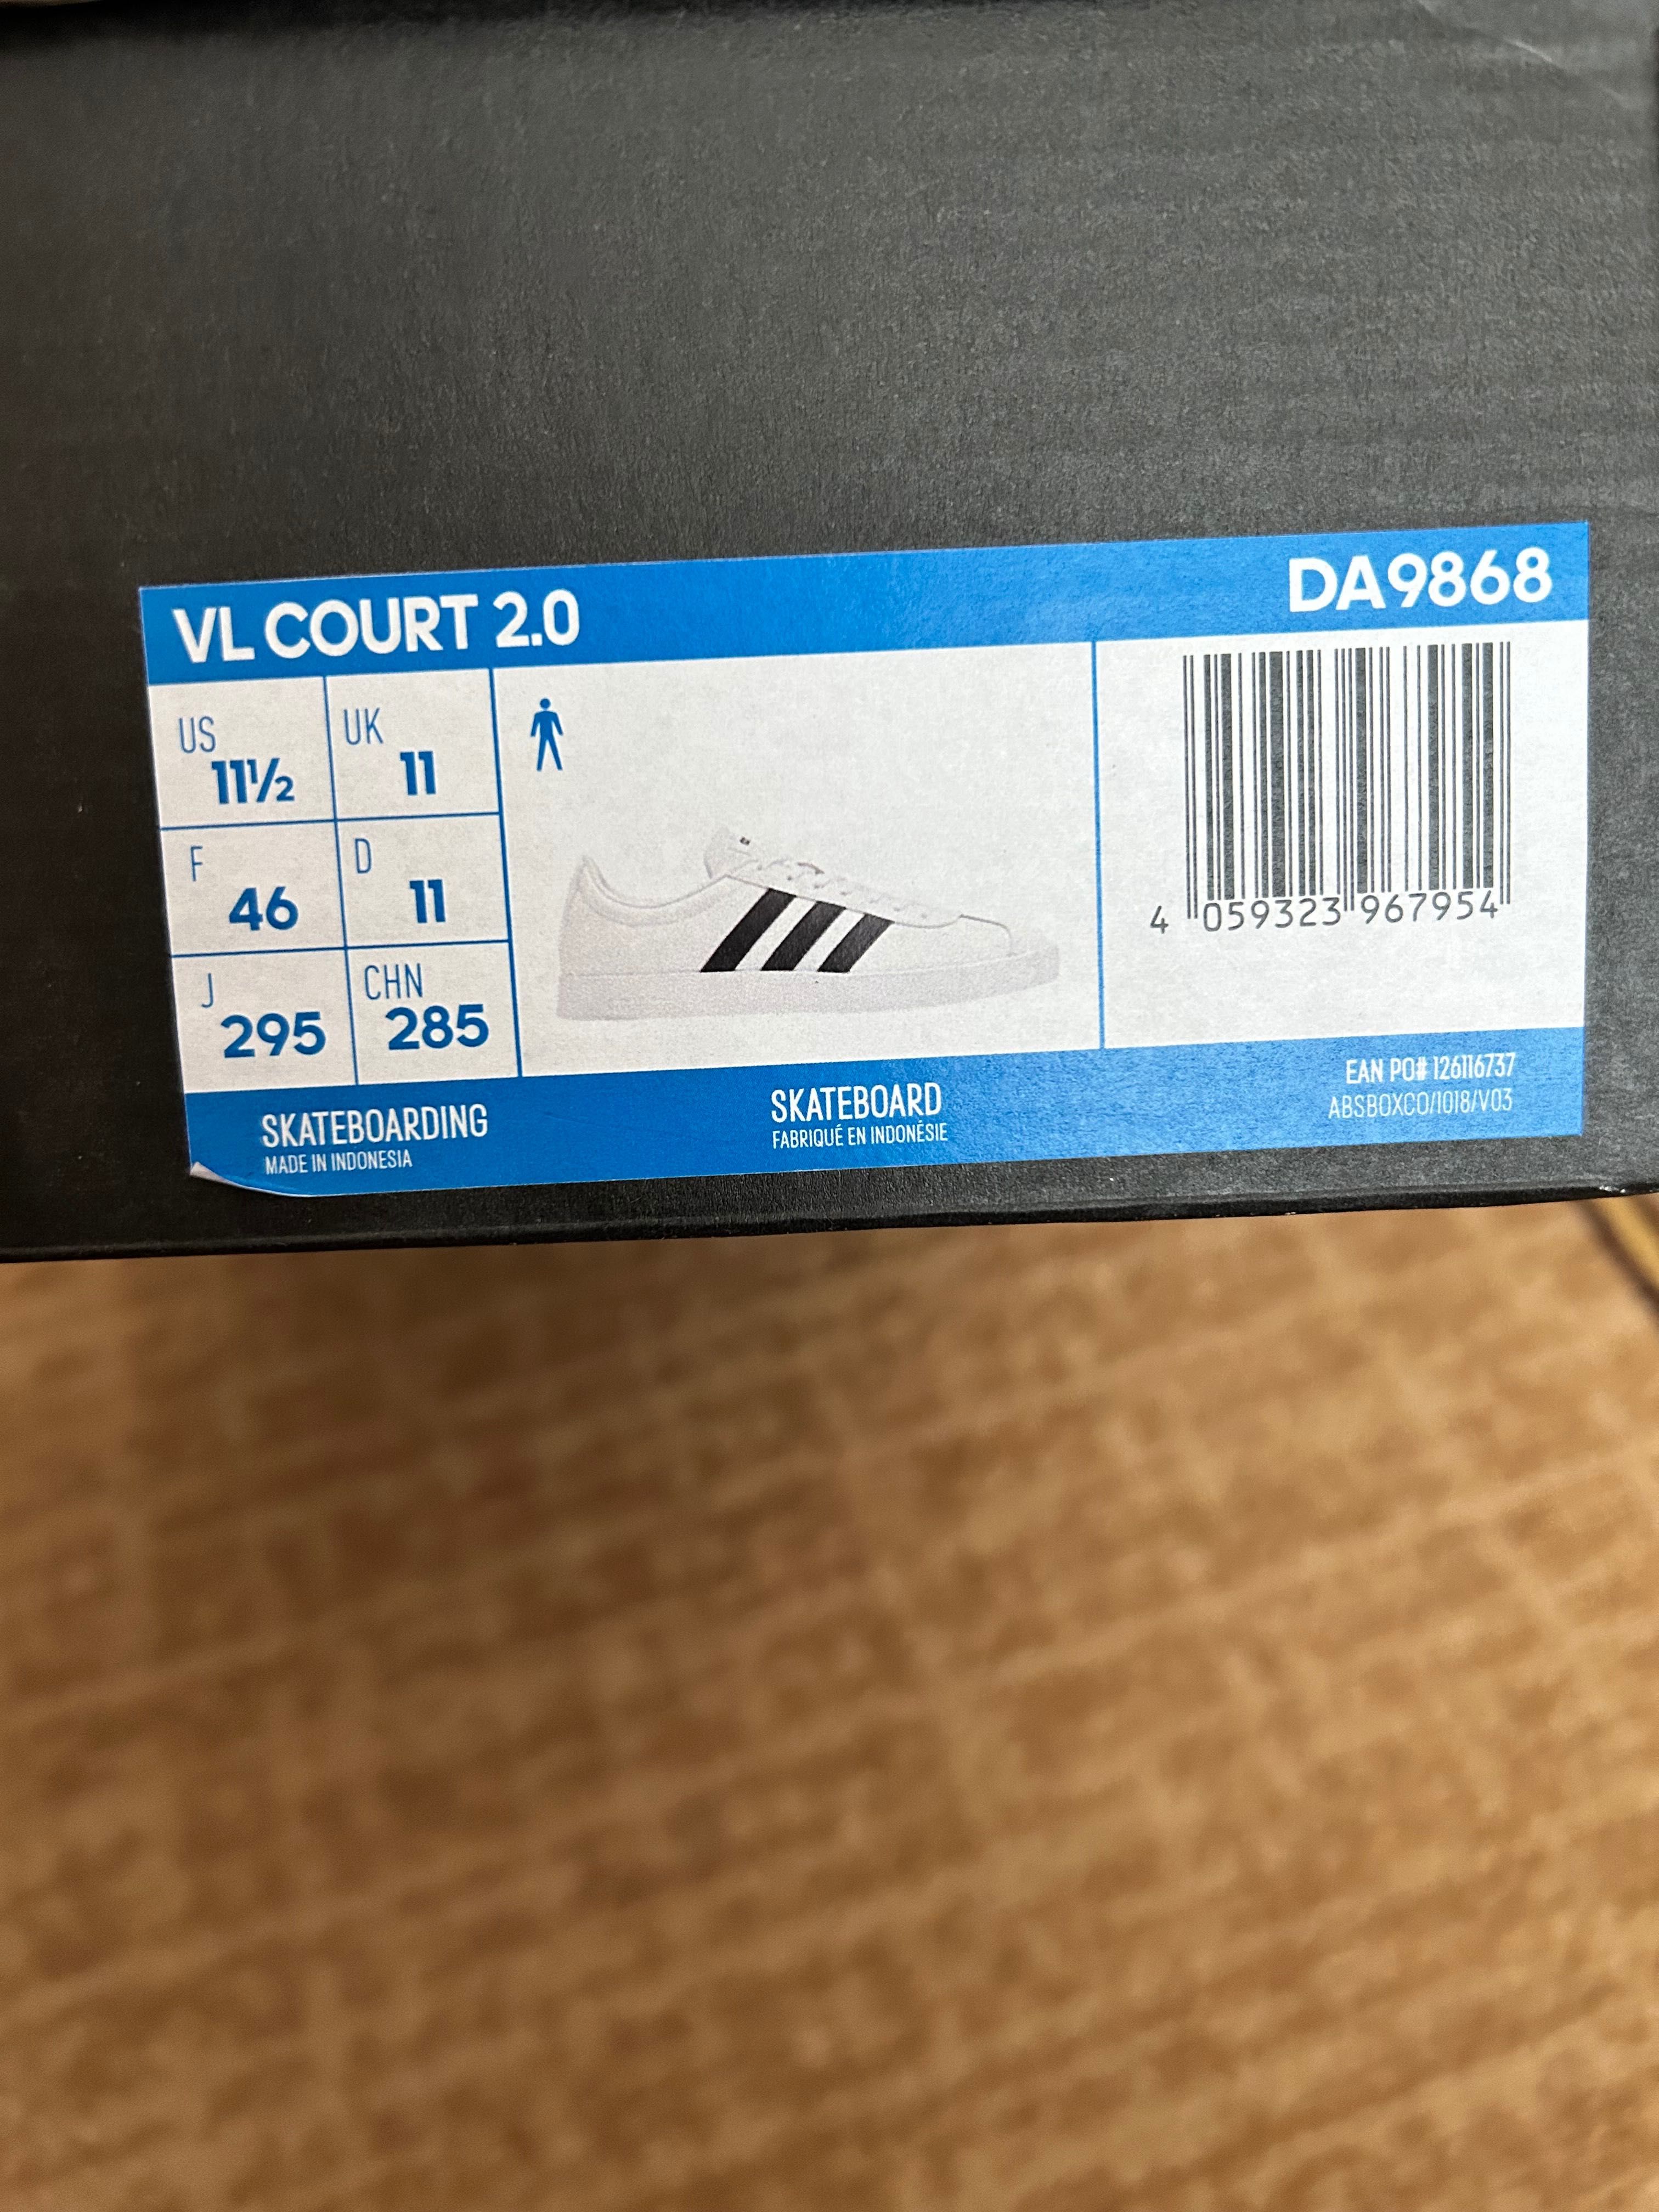 VL COURT 2.0
DA9868
US
11½
UK
11
F
46
D
11
J
295
CHN
285
4 059323 967954
SKATEBOARDING
MADE IN INDONESIA
SKATEBOARD
FABRIQUÉ EN INDONÉSIE
EAN PO# 126116737
ABSBOXCO/1018/V03